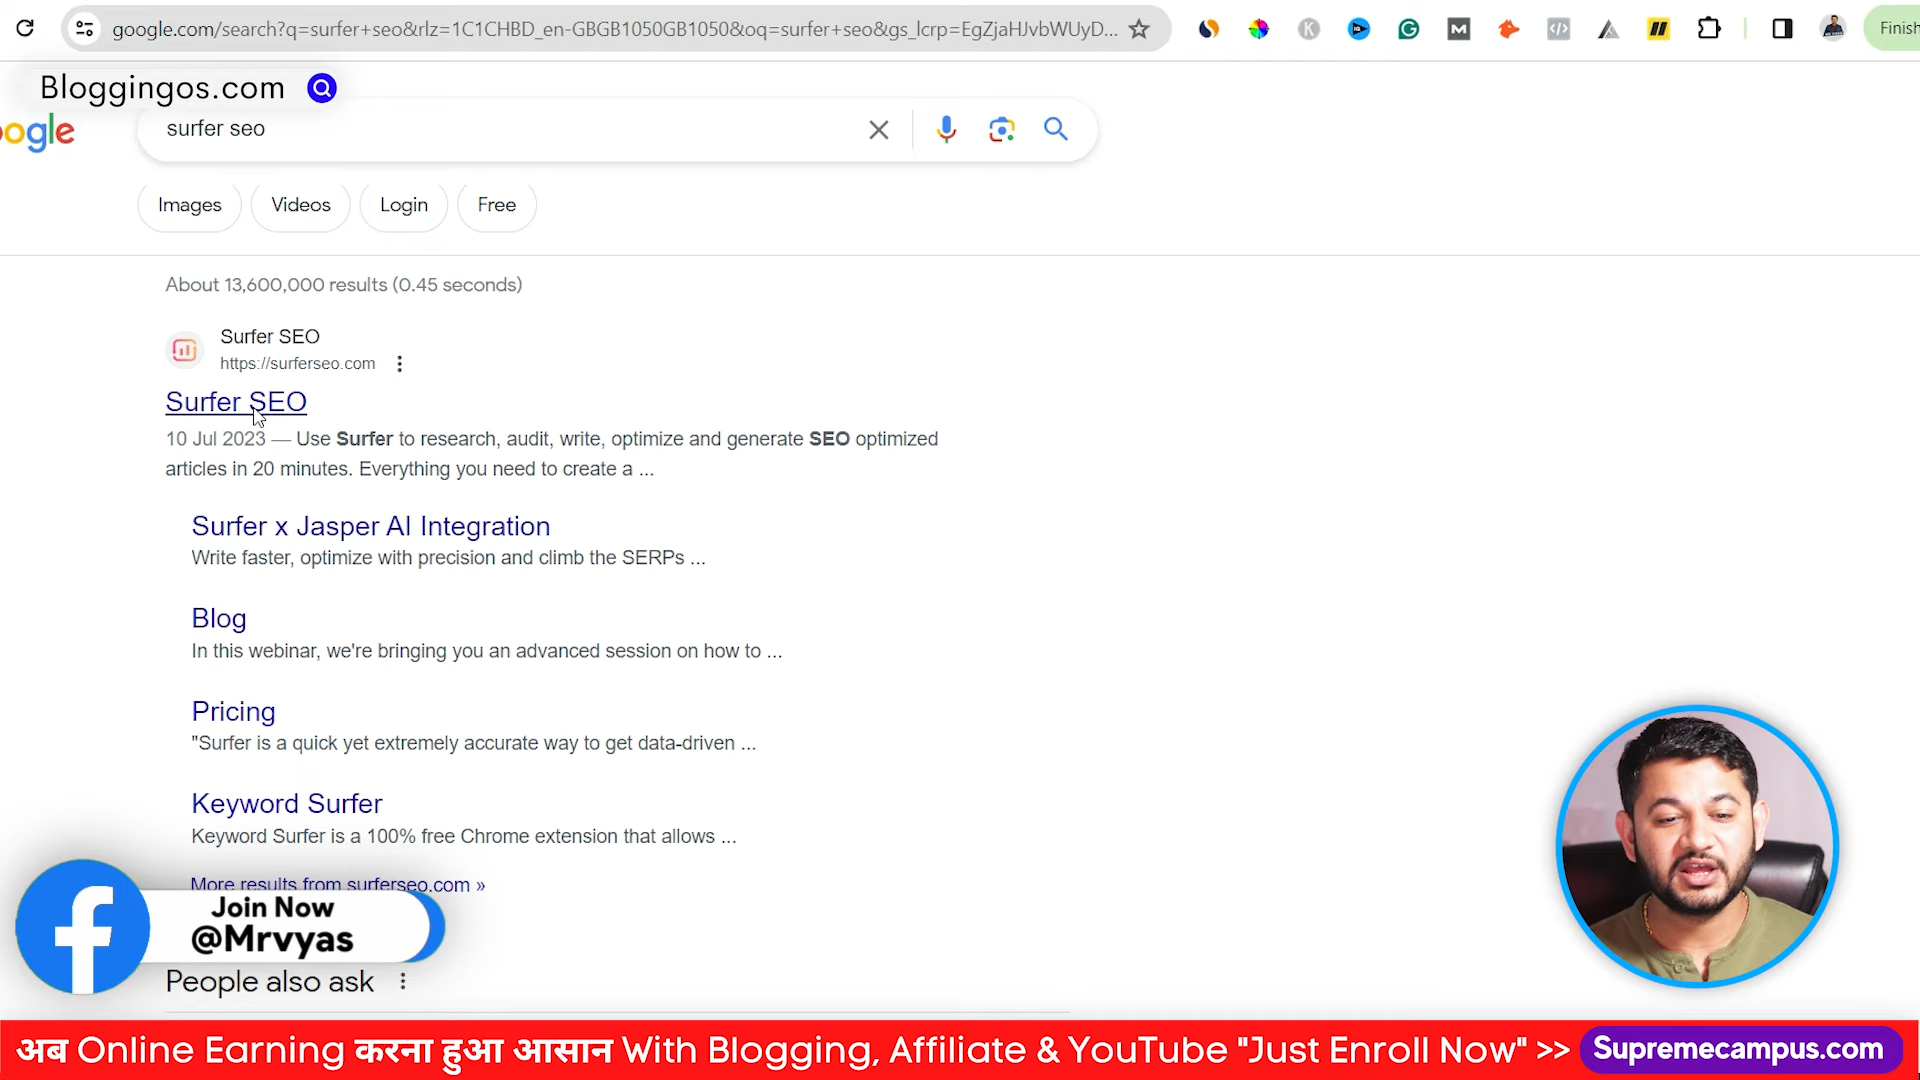 google.com/search?q=surfer+seo&rlz=1C1CHBD_en-GBGB1050GB1050&oq=surfer+seo&gs_lcrp=EgZjaHJvbWUyD...
Finish
Bloggingos.com
ogle
surfer seo
Images Videos Login Free
About 13,600,000 results (0.45 seconds)
Surfer SEO
https://surferseo.com
Surfer SEO
10 Jul 2023 — Use Surfer to research, audit, write, optimize and generate SEO optimized
articles in 20 minutes. Everything you need to create a ...
Surfer x Jasper AI Integration
Write faster, optimize with precision and climb the SERPs ...
Blog
In this webinar, we're bringing you an advanced session on how to ...
Pricing
"Surfer is a quick yet extremely accurate way to get data-driven ...
Keyword Surfer
Keyword Surfer is a 100% free Chrome extension that allows ...
More results from surferseo.com »
Join Now
@Mrvyas
People also ask
अब Online Earning करना हुआ आसान With Blogging, Affiliate & YouTube "Just Enroll Now" >> Supremecampus.com